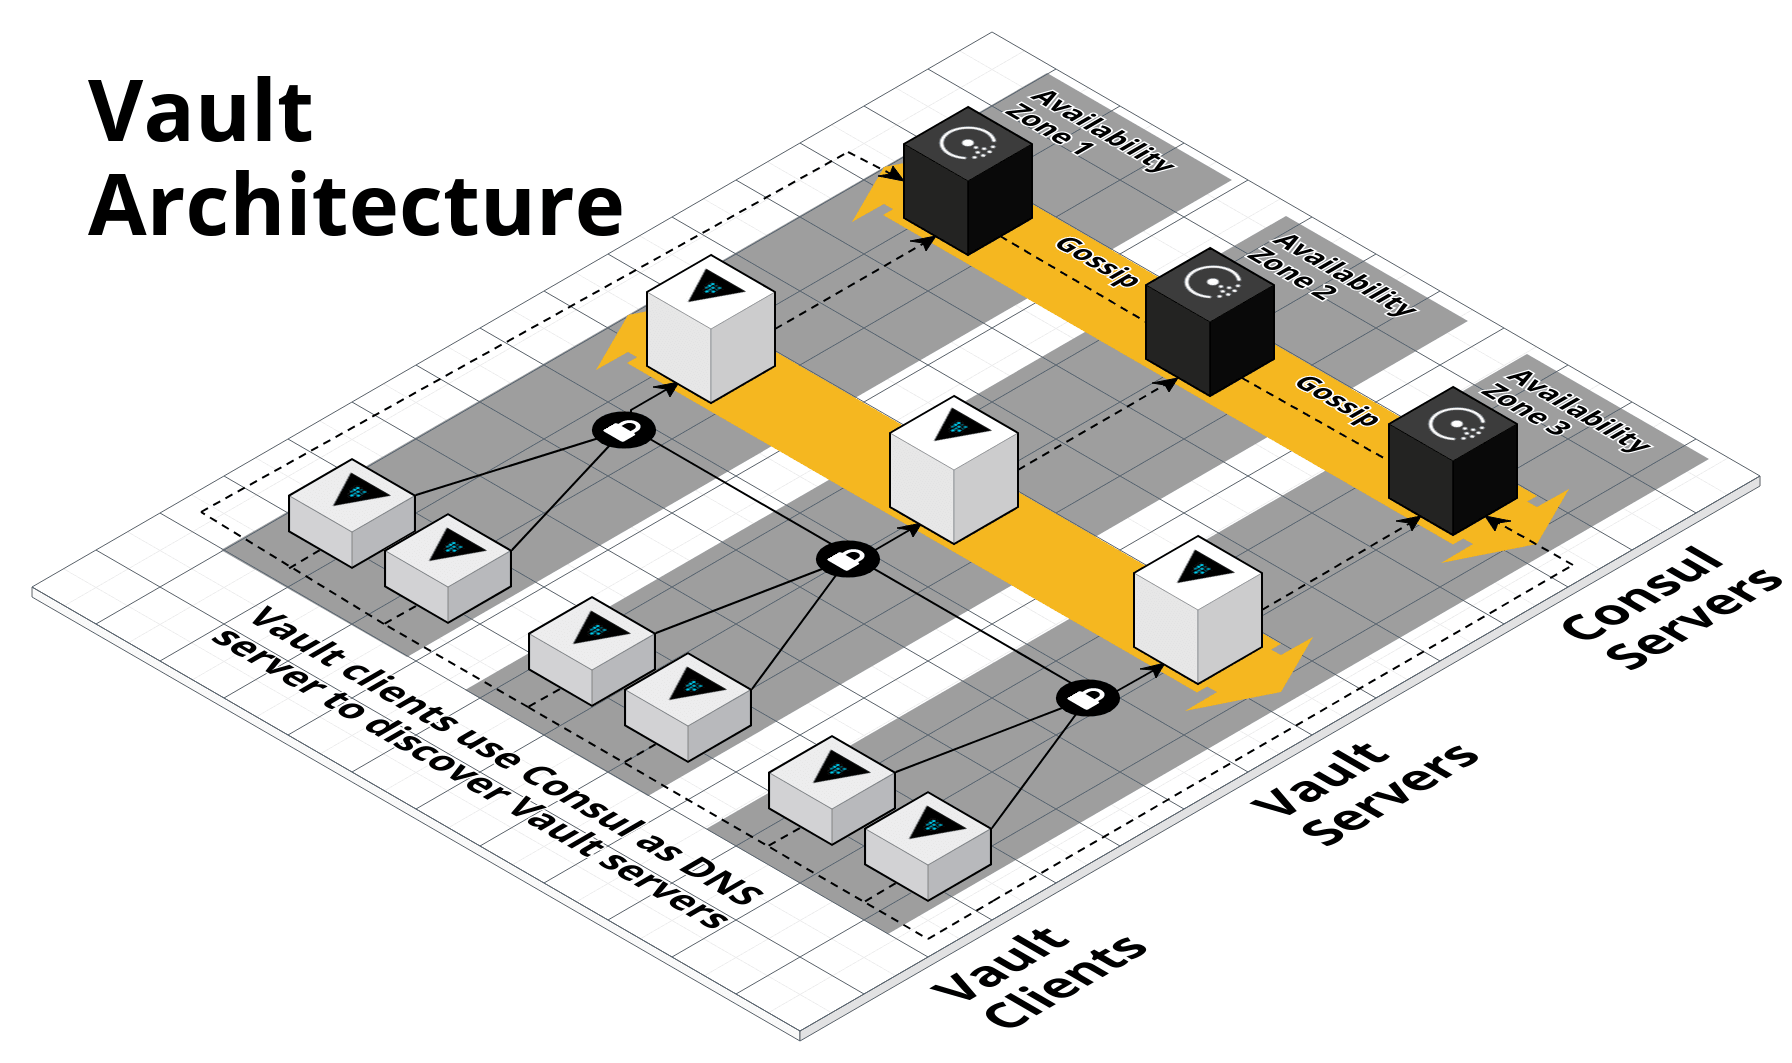 Vault
Architecture
Availability
Zone 1
Gossip
Availability
Zone 2
Gossip
Availability
Zone 3
Consul
Servers
Vault
Servers
Vault
Clients
Vault clients use Consul as DNS
server to discover Vault servers